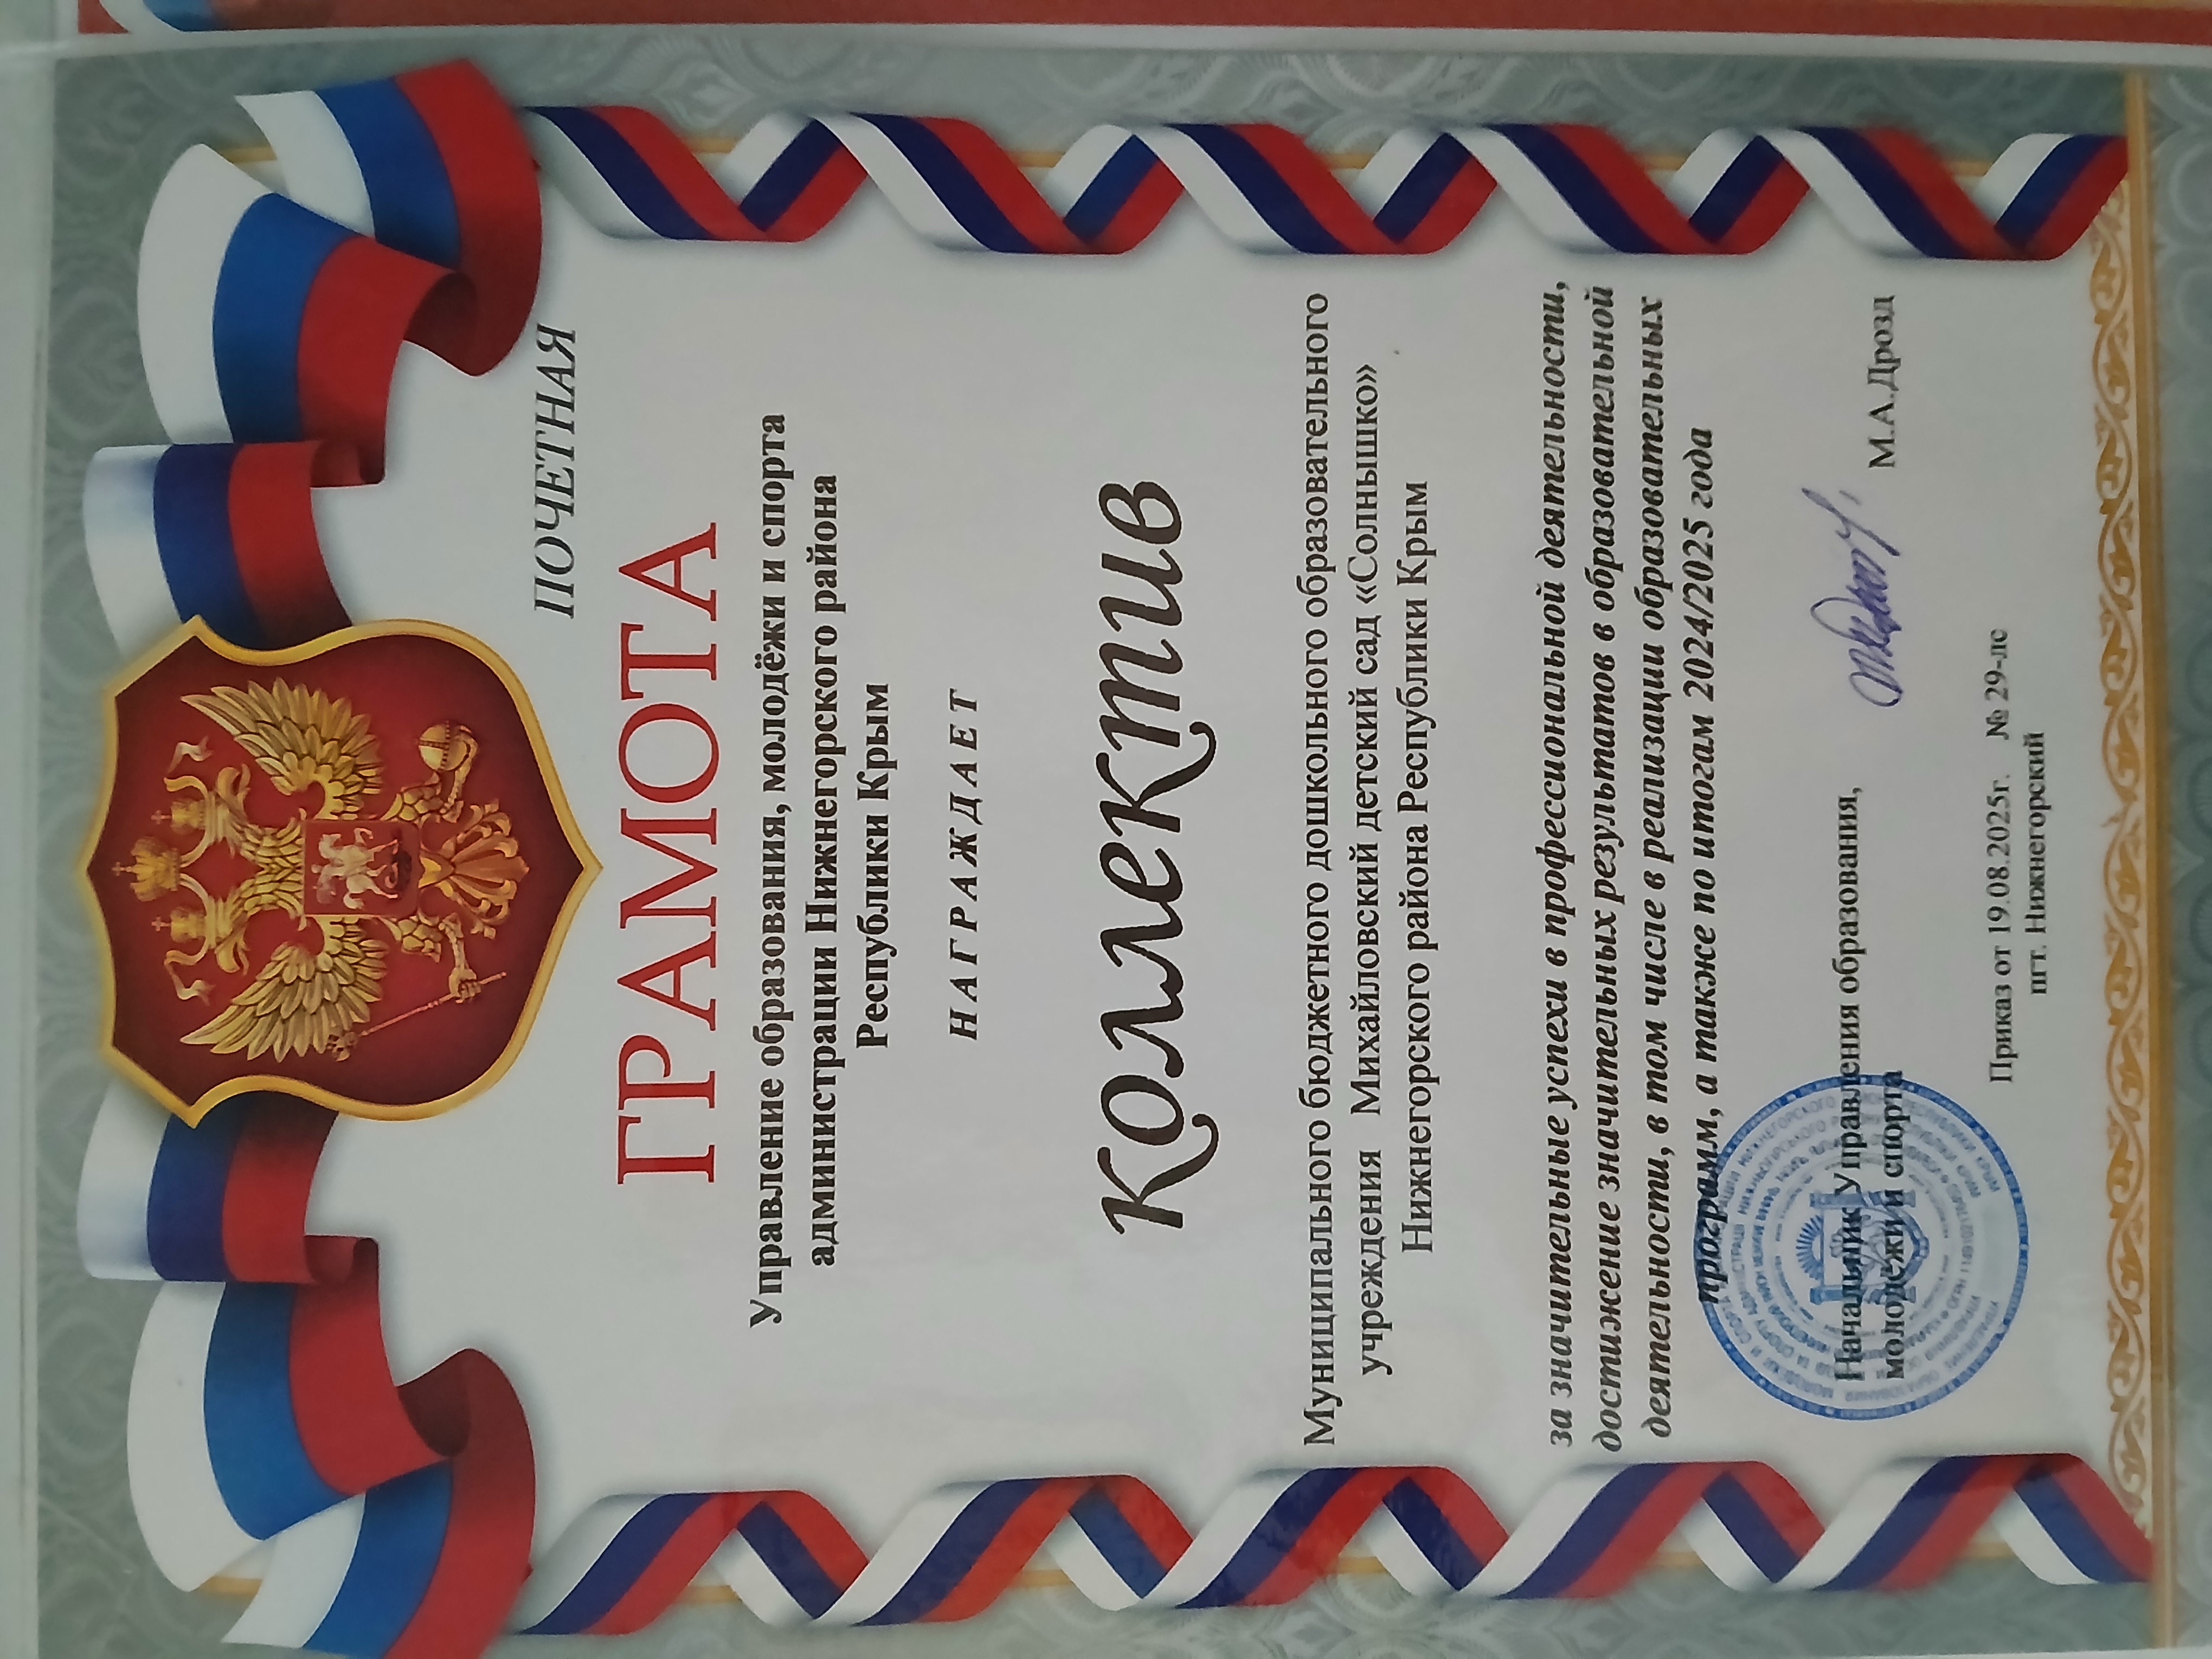 ПОЧЕТНАЯ
ГРАМОТА
Управление образования, молодёжи и спорта
администрации Нижнегорского района
Республики Крым
НАГРАЖДАЕТ
коллектив
Муниципального бюджетного дошкольного образовательного
учреждения Михайловский детский сад «Солнышко»
Нижнегорского района Республики Крым
за значительные успехи в профессиональной деятельности,
достижение значительных результатов в образовательной
деятельности, в том числе в реализации образовательных
программ, а также по итогам 2024/2025 года
Начальник управления образования,
молодежи и спорта
М.А.Дрозд
Приказ от 19.08.2025г. № 29-лс
пгт. Нижнегорский